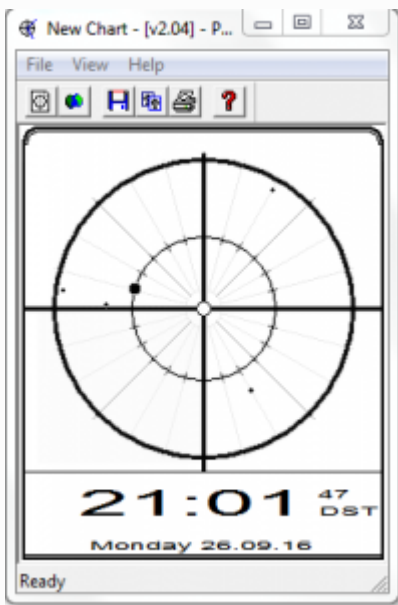 New Chart - [v2.04] - P...
File View Help
?
21:01 47
DST
Monday 26.09.16
Ready